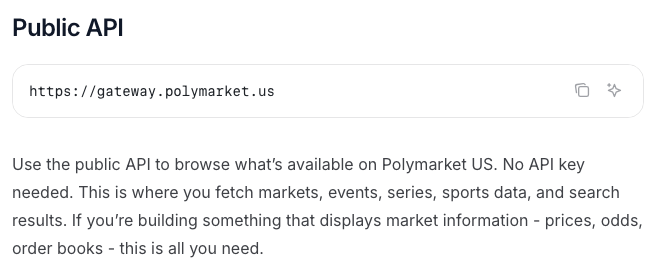 Public API
https://gateway.polymarket.us
Use the public API to browse what’s available on Polymarket US. No API key
needed. This is where you fetch markets, events, series, sports data, and search
results. If you’re building something that displays market information - prices, odds,
order books - this is all you need.